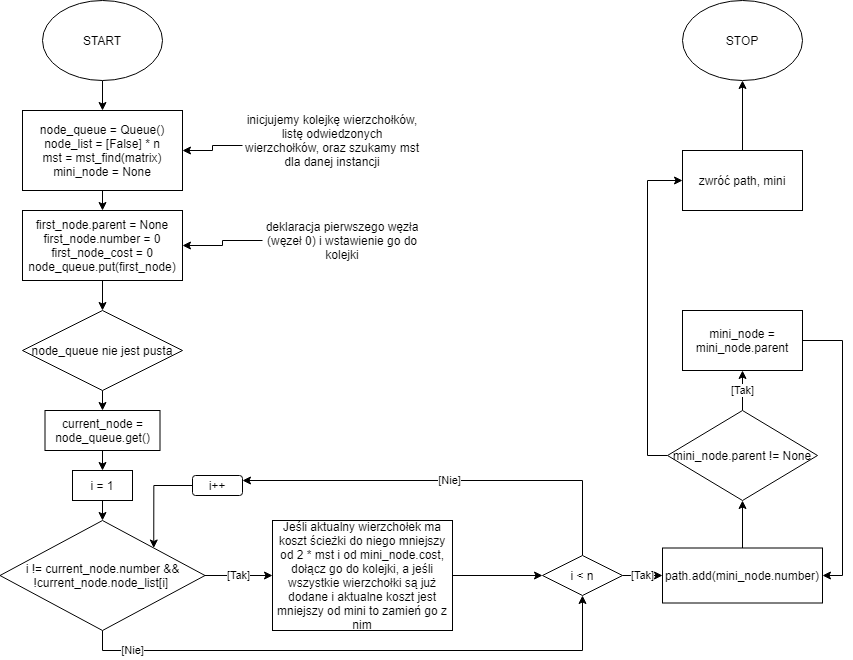 START
node_queue = Queue()
node_list = [False] * n
mst = mst_find(matrix)
mini_node = None
inicjujemy kolejkę wierzchołków,
listę odwiedzonych
wierzchołków, oraz szukamy mst
dla danej instancji
first_node.parent = None
first_node.number = 0
first_node_cost = 0
node_queue.put(first_node)
deklaracja pierwszego węzła
(węzeł 0) i wstawienie go do
kolejki
node_queue nie jest pusta
current_node =
node_queue.get()
i = 1
i++
[Nie]
i != current_node.number &&
!current_node.node_list[i]
[Tak]
[Nie]
Jeśli aktualny wierzchołek ma
koszt ścieżki do niego mniejszy
od 2 * mst i od mini_node.cost,
dołącz go do kolejki, a jeśli
wszystkie wierzchołki są już
dodane i aktualne koszt jest
mniejszy od mini to zamień go z
nim
i < n
[Tak]
path.add(mini_node.number)
mini_node.parent != None
[Tak]
mini_node =
mini_node.parent
zwróć path, mini
STOP